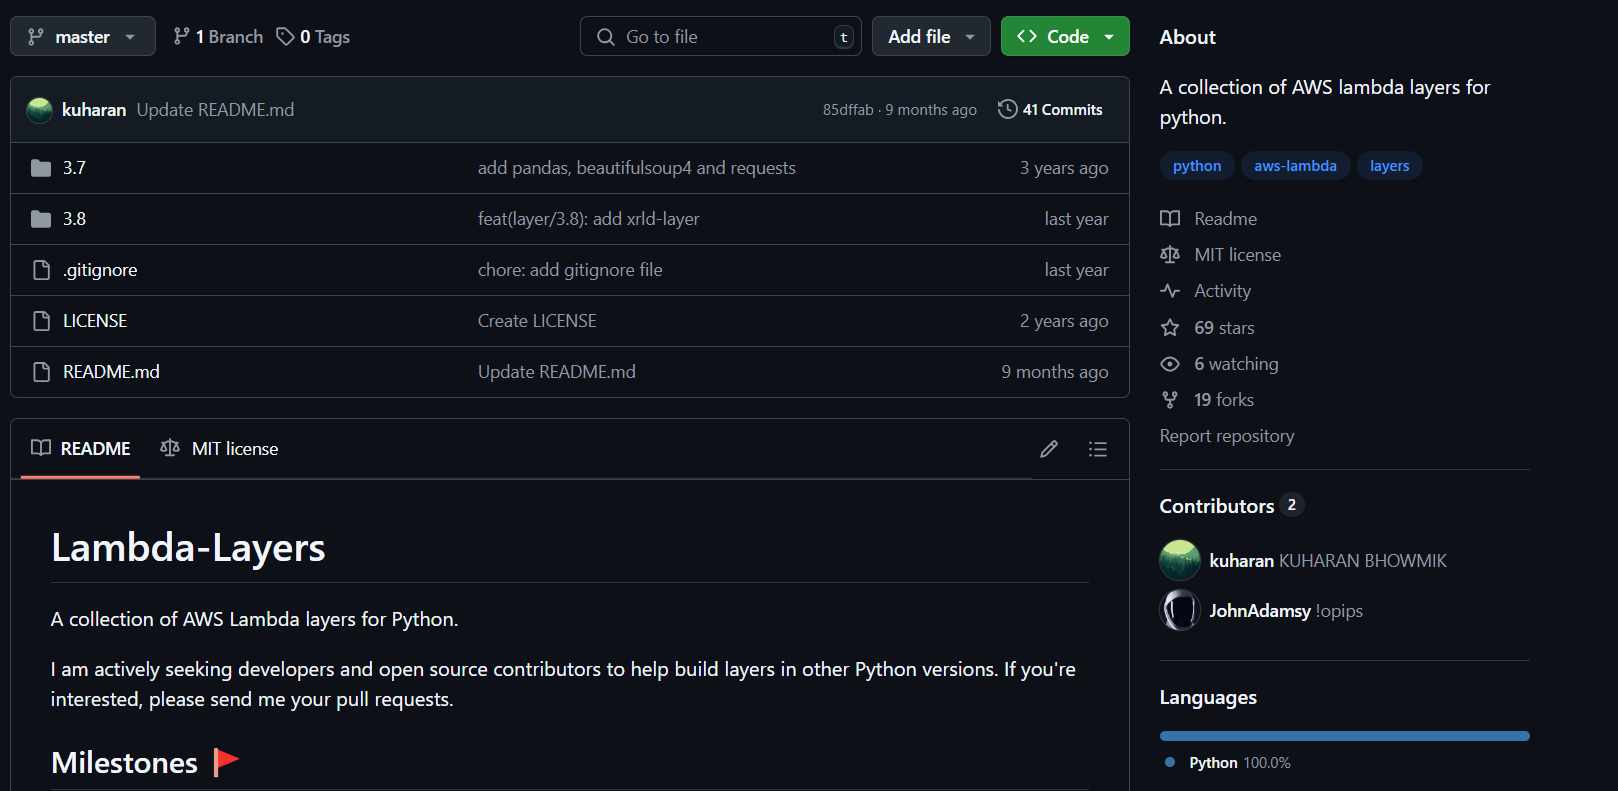 master 1 Branch 0 Tags Go to file t Add file Code
kuharan Update README.md 85dffab · 9 months ago 41 Commits
3.7 add pandas, beautifulsoup4 and requests 3 years ago
3.8 feat(layer/3.8): add xrld-layer last year
.gitignore chore: add gitignore file last year
LICENSE Create LICENSE 2 years ago
README.md Update README.md 9 months ago
README MIT license
Lambda-Layers
A collection of AWS Lambda layers for Python.
I am actively seeking developers and open source contributors to help build layers in other Python versions. If you're
interested, please send me your pull requests.
Milestones
About
A collection of AWS lambda layers for
python.
python aws-lambda layers
Readme
MIT license
Activity
69 stars
6 watching
19 forks
Report repository
Contributors 2
kuharan KUHARAN BHOWMIK
JohnAdamsy !opips
Languages
Python 100.0%